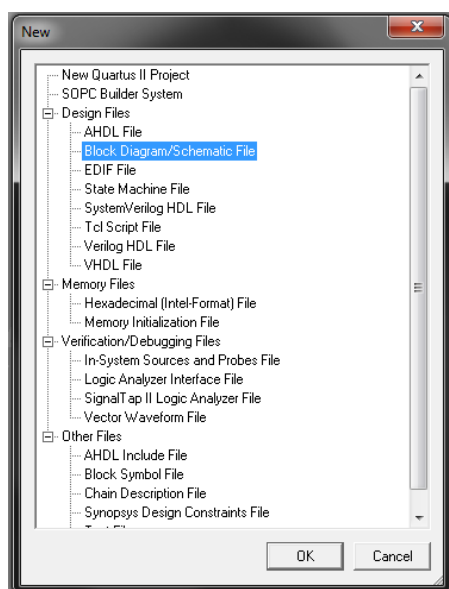 New
New Quartus II Project
SOPC Builder System
Design Files
AHDL File
Block Diagram/Schematic File
EDIF File
State Machine File
SystemVerilog HDL File
Tcl Script File
Verilog HDL File
VHDL File
Memory Files
Hexadecimal (Intel-Format) File
Memory Initialization File
Verification/Debugging Files
In-System Sources and Probes File
Logic Analyzer Interface File
SignalTap II Logic Analyzer File
Vector Waveform File
Other Files
AHDL Include File
Block Symbol File
Chain Description File
Synopsys Design Constraints File
OK Cancel